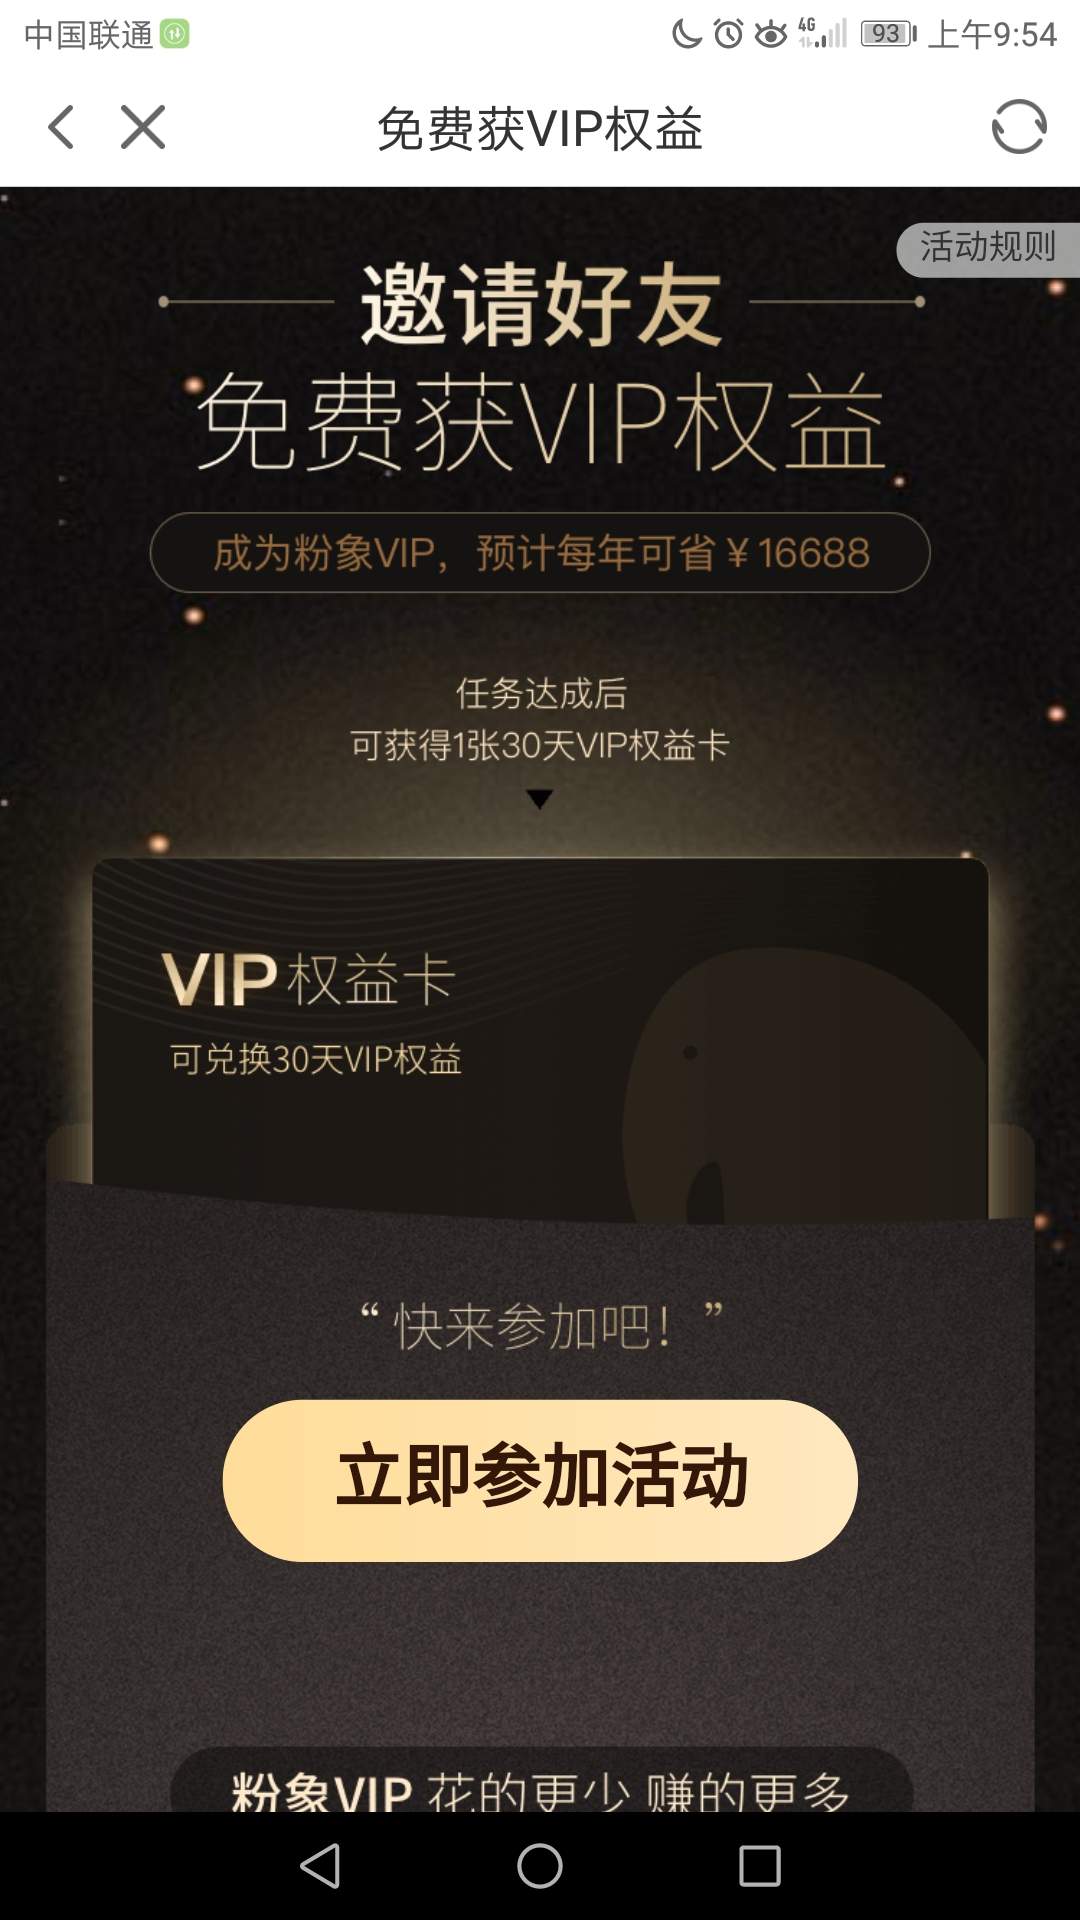 中国联通
4G
93
上午9:54
免费获VIP权益
活动规则
邀请好友
免费获VIP权益
成为粉象VIP，预计每年可省￥16688
任务达成后
可获得1张30天VIP权益卡
VIP权益卡
可兑换30天VIP权益
“快来参加吧！”
立即参加活动
粉象VIP 花的更少 赚的更多